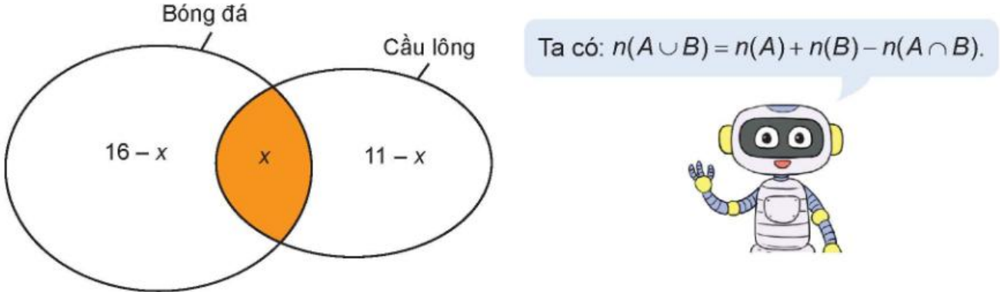 Bóng đá
Cầu lông
Ta có: n(A ∪ B) = n(A) + n(B) – n(A ∩ B).
16 – x
x
11 – x